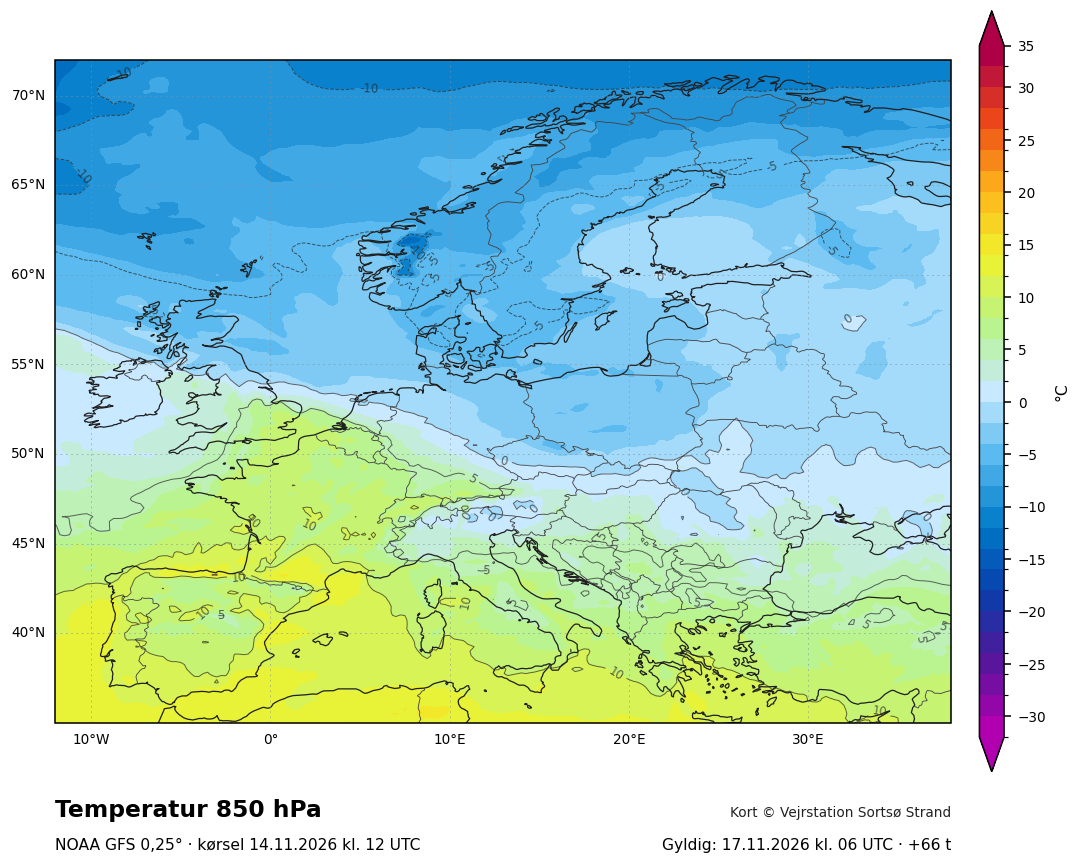 70°N
65°N
60°N
55°N
50°N
45°N
40°N
10°W 0° 10°E 20°E 30°E
35
30
25
20
15
10
5
0
−5
−10
−15
−20
−25
−30
°C
Temperatur 850 hPa
Kort © Vejrstation Sortsø Strand
NOAA GFS 0,25° · kørsel 14.11.2026 kl. 12 UTC
Gyldig: 17.11.2026 kl. 06 UTC · +66 t